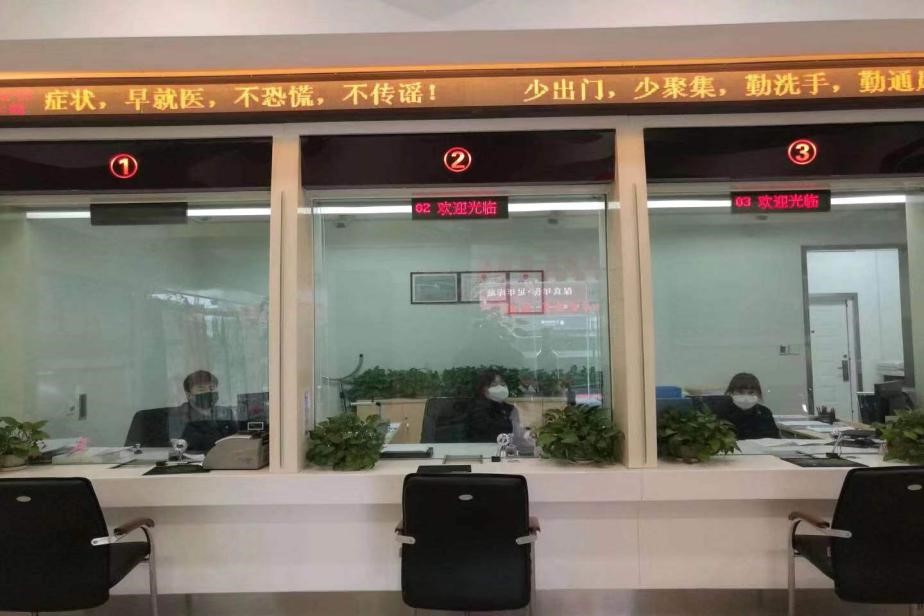 症状，早就医，不恐慌，不传谣！ 少出门，少聚集，勤洗手，勤通
①
②
③
02 欢迎光临
03 欢迎光临